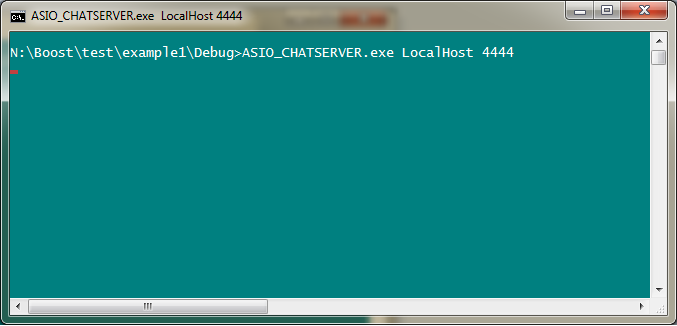 ASIO_CHATSERVER.exe LocalHost 4444
N:\Boost\test\example1\Debug>ASIO_CHATSERVER.exe LocalHost 4444